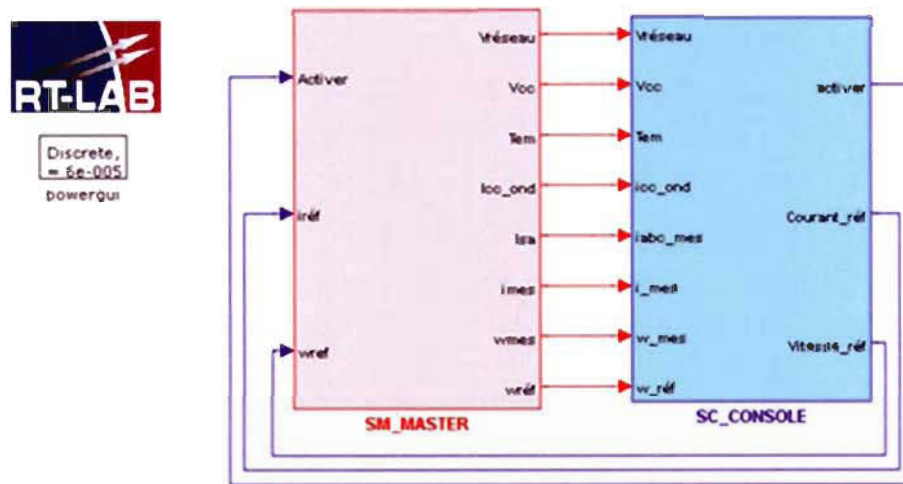 RT-LAB
Discrete,
= 6e-005
powergui
Activer
iréf
wref
Vréseau
Vcc
Tem
Icc_ond
Isa
imes
wmes
wréf
SM_MASTER
Vréseau
Vcc
Tem
icc_ond
iabc_mes
i_mes
w_mes
w_réf
activer
Courant_réf
Vitesse_réf
SC_CONSOLE